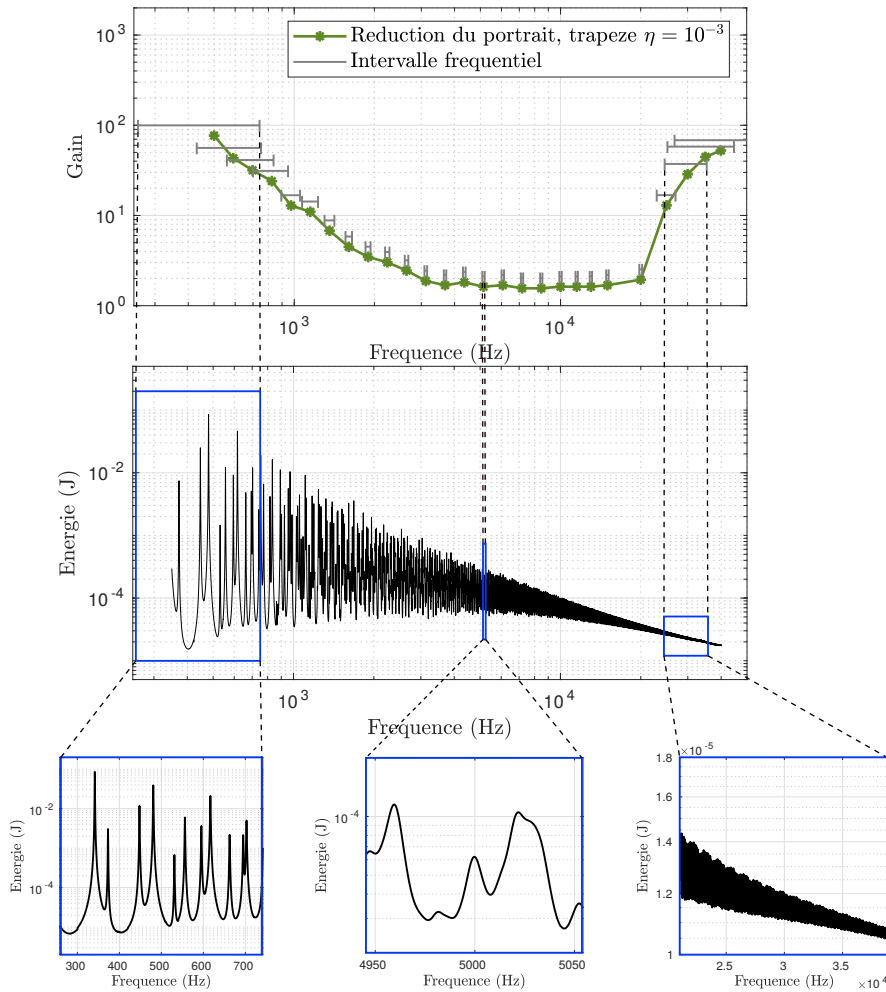 Reduction du portrait, trapeze η = 10⁻³
Intervalle frequentiel
Gain
10²
10²
10¹
10⁰
10³
10⁴
Frequence (Hz)
Energie (J)
10⁻²
10⁻⁴
10³
10⁴
Frequence (Hz)
Energie (J)
10⁻²
10⁻⁴
300
400
500
600
700
Frequence (Hz)
Energie (J)
10⁻⁴
4950
5000
5050
Frequence (Hz)
Energie (J)
×10⁻⁵
1.8
1.6
1.4
1.2
1
2.5
3
3.5
×10⁴
Frequence (Hz)